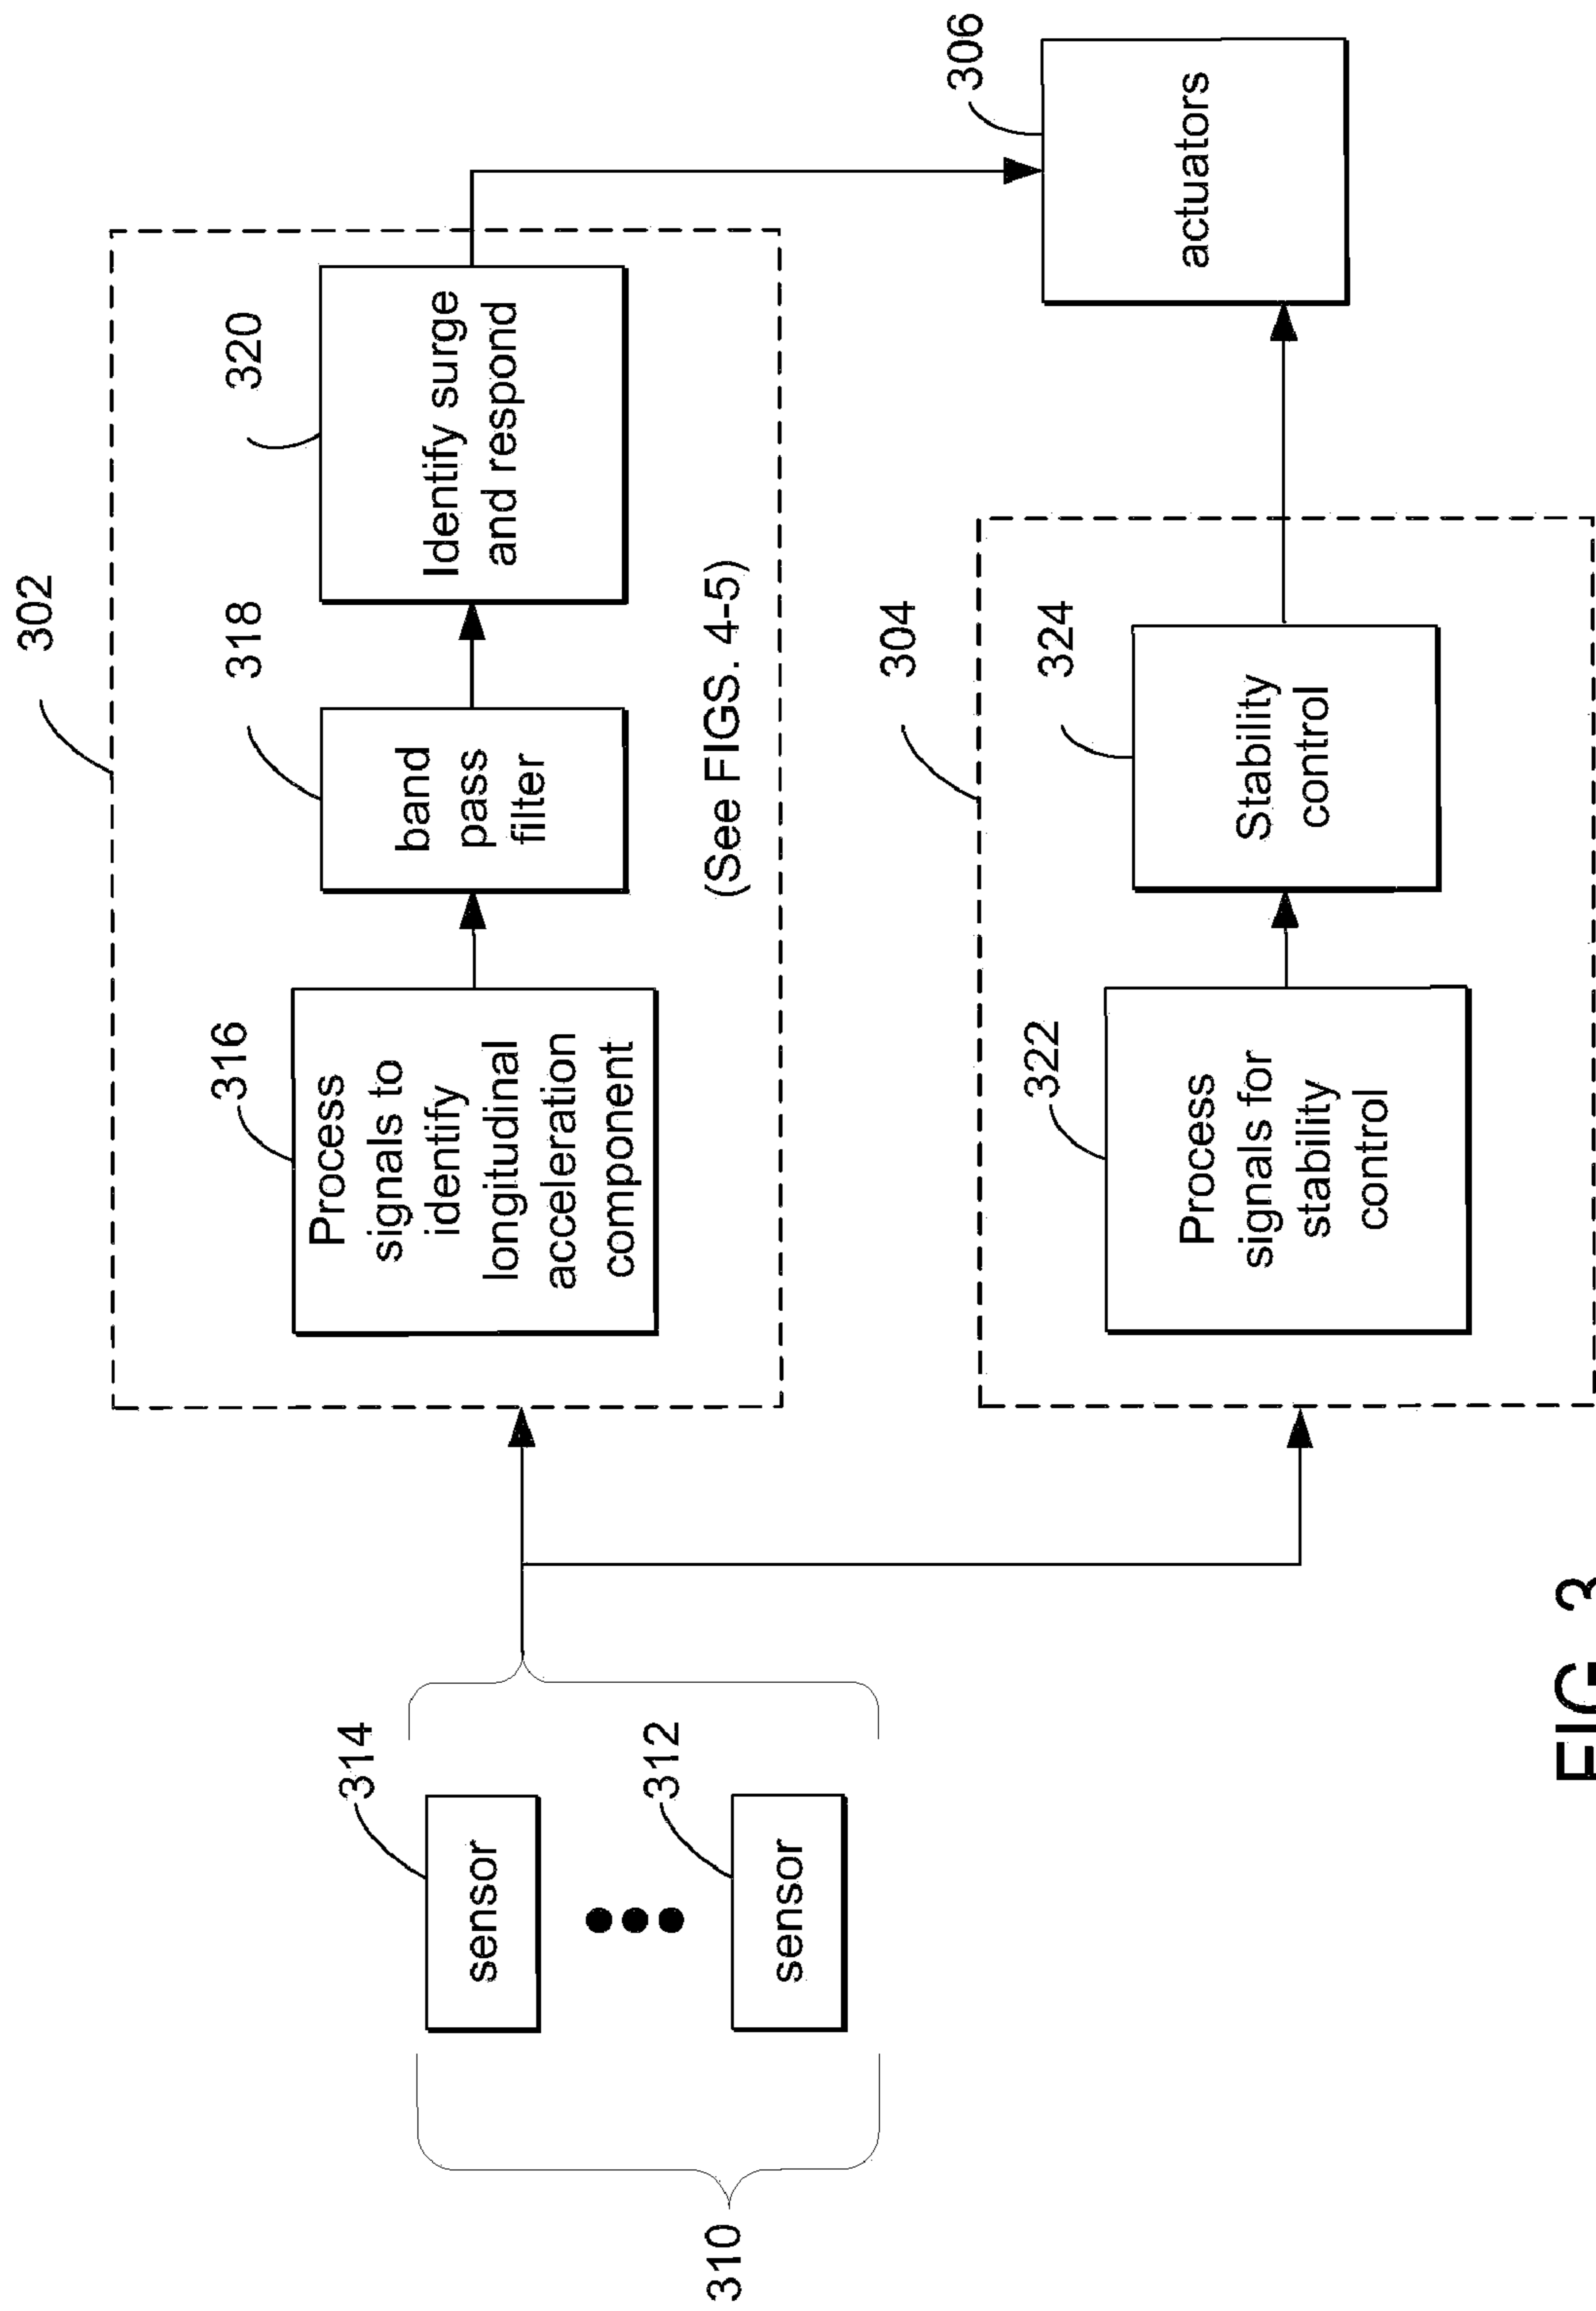 302
316
Process
signals to
identify
longitudinal
acceleration
component
318
band
pass
filter
320
Identify surge
and respond
(See FIGS. 4-5)
306
actuators
314
sensor
312
sensor
310
304
322
Process
signals for
stability
control
324
Stability
control
FIG. 3